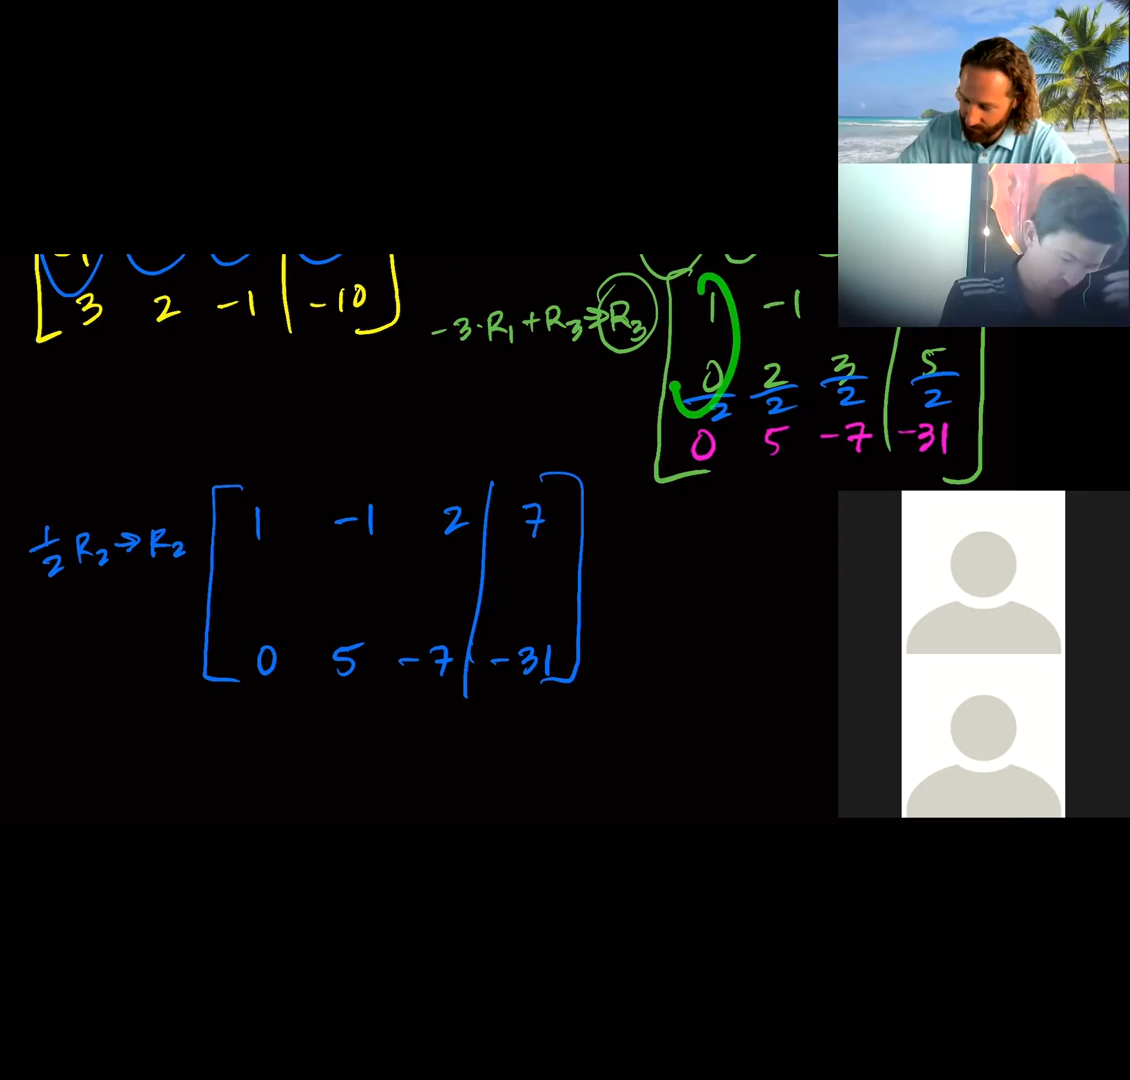 3 2 -1 | -10
-3·R₁ + R₃ → R₃
1 -1
0/2 2/2 3/2 | 5/2
0 5 -7 | -31
½ R₂ → R₂
1 -1 2 | 7
0 5 -7 | -31